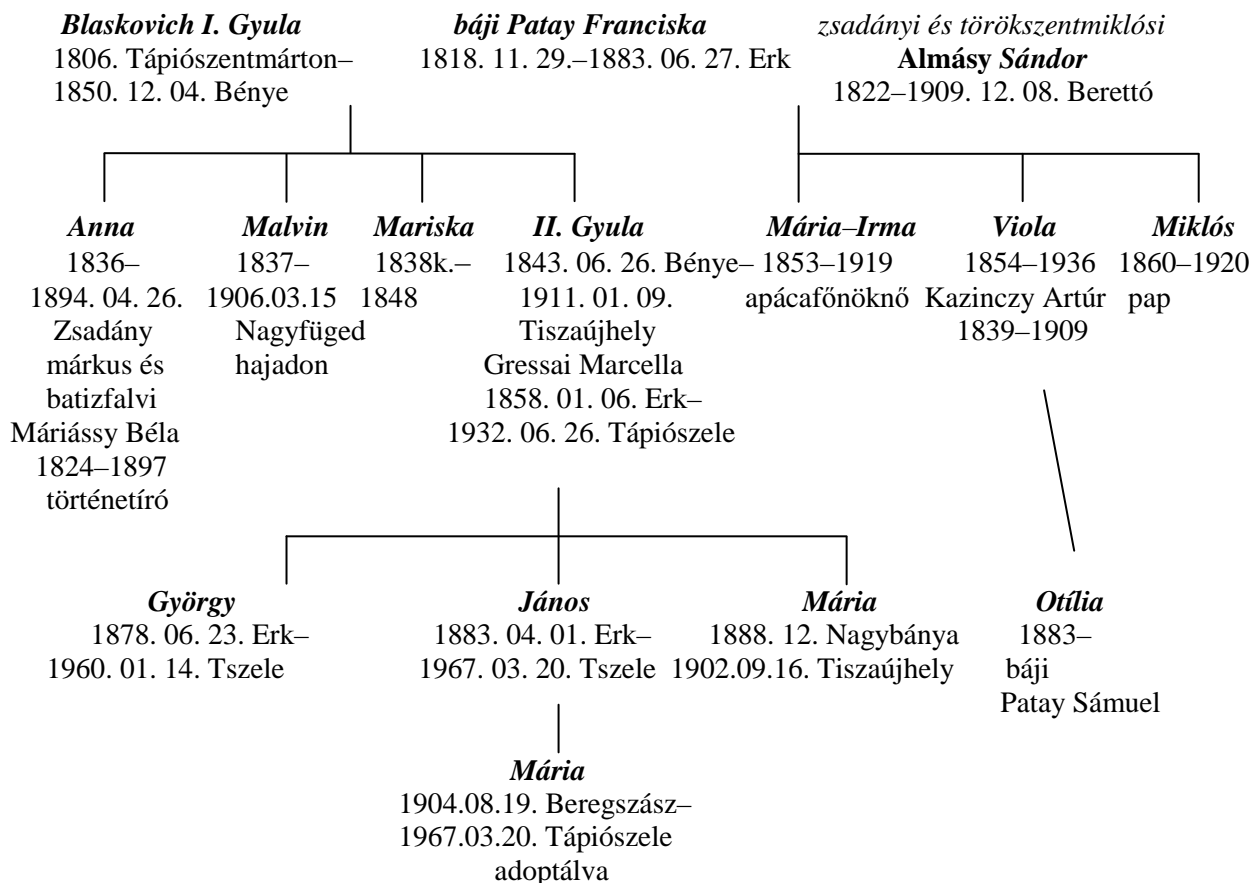 Blaskovich I. Gyula
1806. Tápiószentmárton–
1850. 12. 04. Bénye
báji Patay Franciska
1818. 11. 29.–1883. 06. 27. Erk
zsadányi és törökszentmiklósi
Almásy Sándor
1822–1909. 12. 08. Berettó
Anna
1836–
1894. 04. 26.
Zsadány
márkus és
batizfalvi
Máriássy Béla
1824–1897
történetíró
Malvin
1837–
1906.03.15
Nagyfüged
hajadon
Mariska
1838k.–
1848
II. Gyula
1843. 06. 26. Bénye–
1911. 01. 09.
Tiszaújhely
Gressai Marcella
1858. 01. 06. Erk–
1932. 06. 26. Tápiószele
Mária–Irma
1853–1919
apácafőnöknő
Viola
1854–1936
Kazinczy Artúr
1839–1909
Miklós
1860–1920
pap
György
1878. 06. 23. Erk–
1960. 01. 14. Tszele
János
1883. 04. 01. Erk–
1967. 03. 20. Tszele
Mária
1888. 12. Nagybánya
1902.09.16. Tiszaújhely
Otília
1883–
báji
Patay Sámuel
Mária
1904.08.19. Beregszász–
1967.03.20. Tápiószele
adoptálva